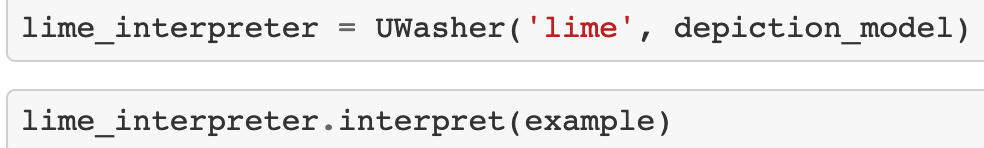 lime_interpreter = UWasher('lime', depiction_model)
lime_interpreter.interpret(example)